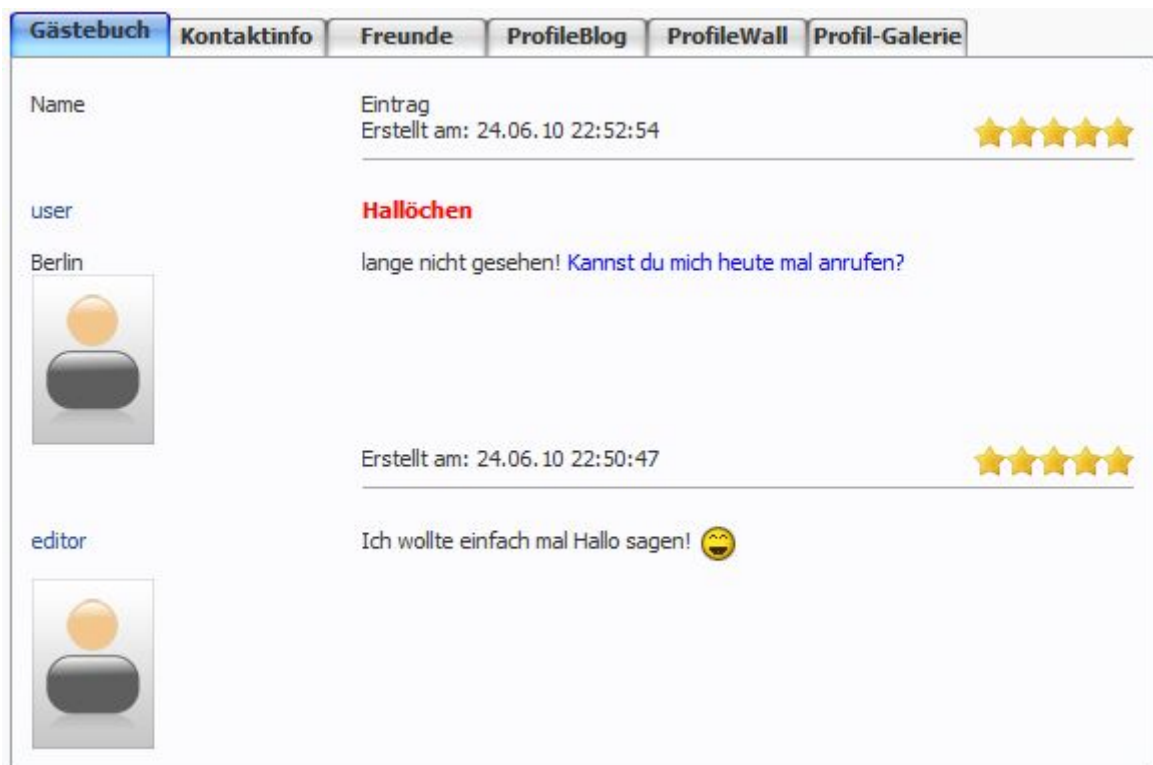 Gästebuch Kontaktinfo Freunde ProfileBlog ProfileWall Profil-Galerie
Name Eintrag
Erstellt am: 24.06.10 22:52:54
user Hallöchen
Berlin lange nicht gesehen! Kannst du mich heute mal anrufen?
Erstellt am: 24.06.10 22:50:47
editor Ich wollte einfach mal Hallo sagen!